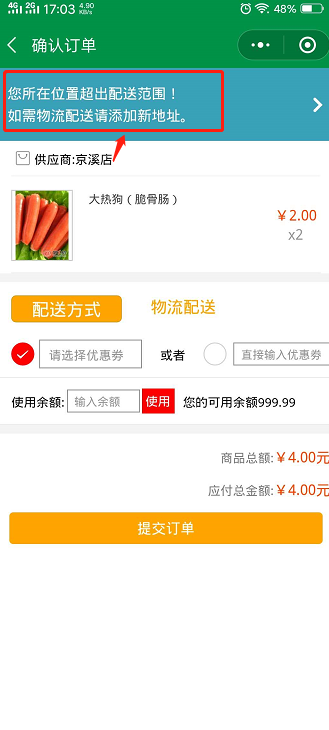 4G 2G 17:03 4.90 KB/s 48%
确认订单
您所在位置超出配送范围！
如需物流配送请添加新地址。
供应商:京溪店
大热狗（脆骨肠）
￥2.00
x2
配送方式 物流配送
请选择优惠券 或者 直接输入优惠券
使用余额: 输入余额 使用 您的可用余额999.99
商品总额:￥4.00元
应付总金额:￥4.00元
提交订单